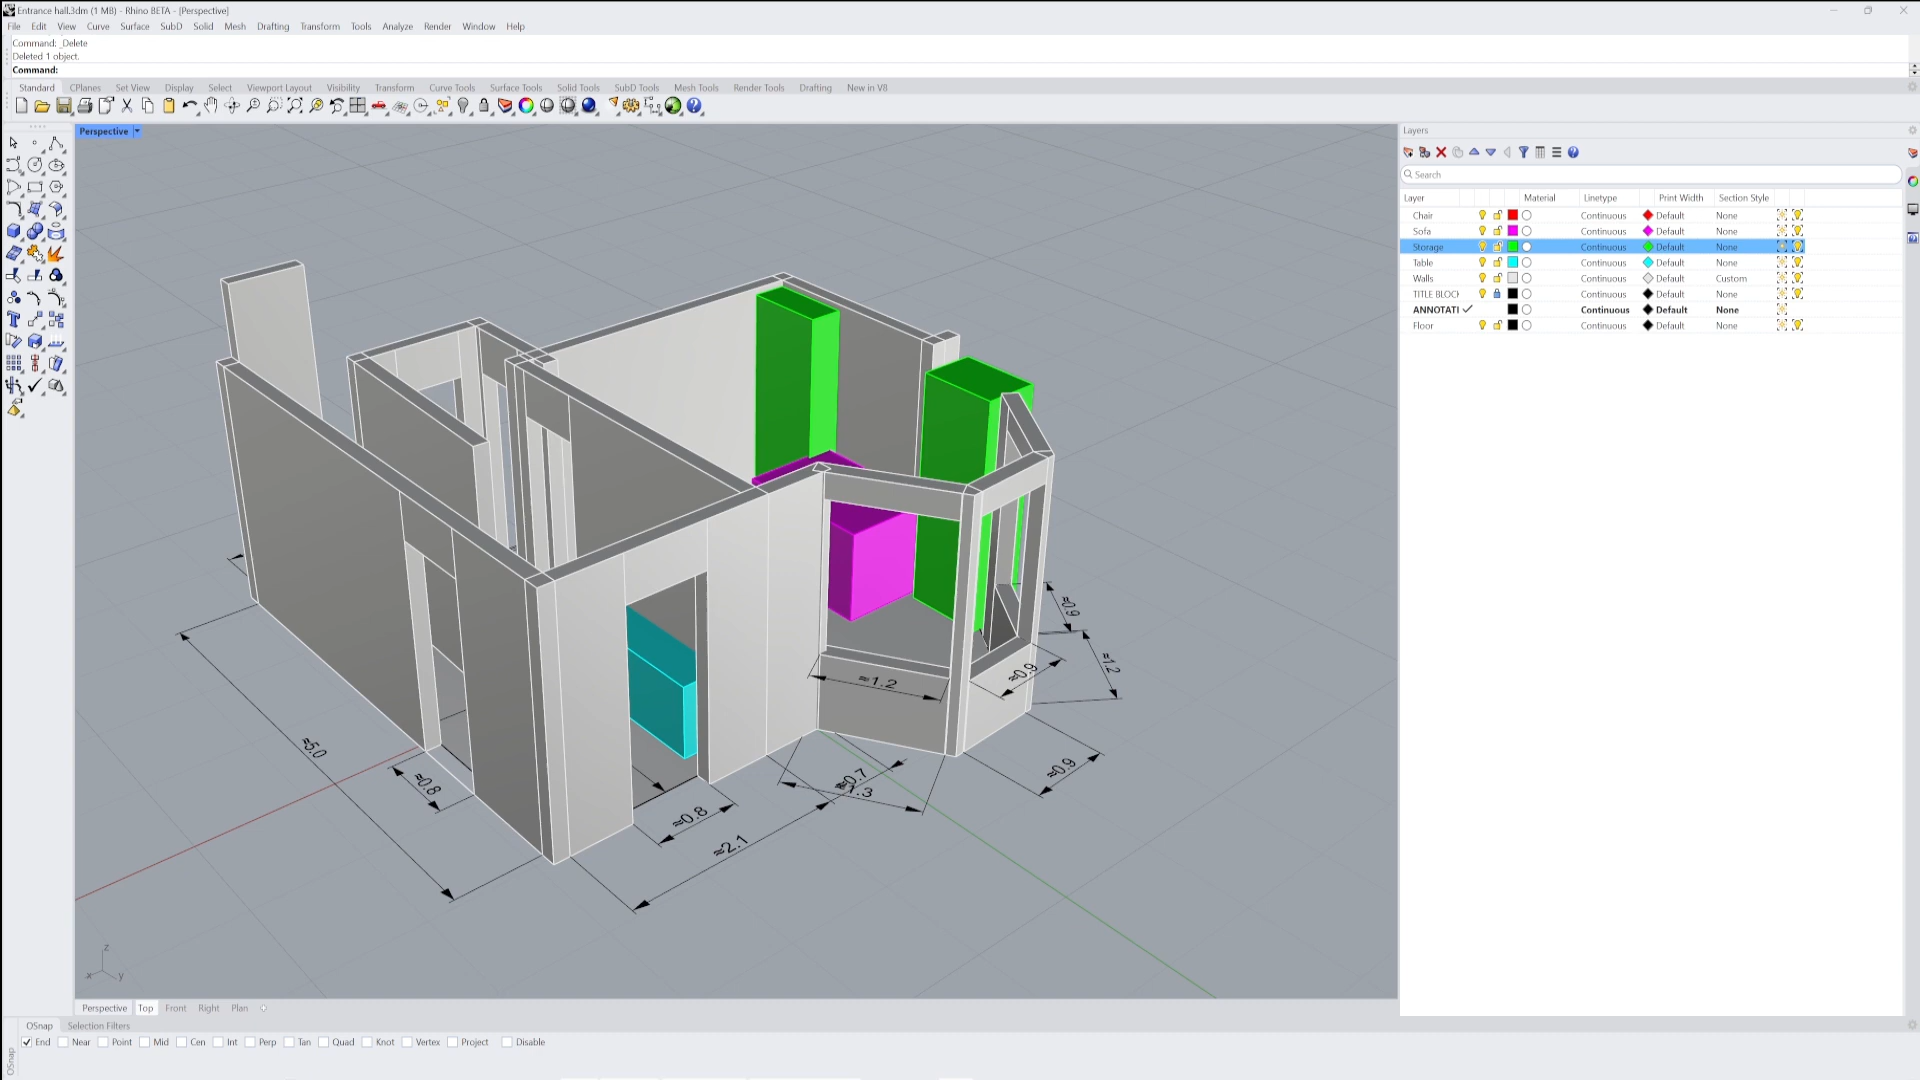 Entrance hall.3dm (1 MB) - Rhino BETA - [Perspective]
File Edit View Curve Surface SubD Solid Mesh Drafting Transform Tools Analyze Render Window Help
Command: _Delete
Deleted 1 object.
Command:
Standard CPlanes Set View Display Select Viewport Layout Visibility Transform Curve Tools Surface Tools Solid Tools SubD Tools Mesh Tools Render Tools Drafting New in V8
Perspective
Layers
Search
Layer Material Linetype Print Width Section Style
Chair Continuous Default None
Sofa Continuous Default None
Storage Continuous Default None
Table Continuous Default None
Walls Continuous Default Custom
TITLE BLOCK Continuous Default None
ANNOTATI Continuous Default None
Floor Continuous Default None
≈0.9
≈1.2
≈1.2
≈0.9
≈5.0
≈0.8
≈0.7
≈1.3
≈0.9
≈0.8
≈2.1
z
x y
Perspective Top Front Right Plan
OSnap Selection Filters
OSnap
End Near Point Mid Cen Int Perp Tan Quad Knot Vertex Project Disable